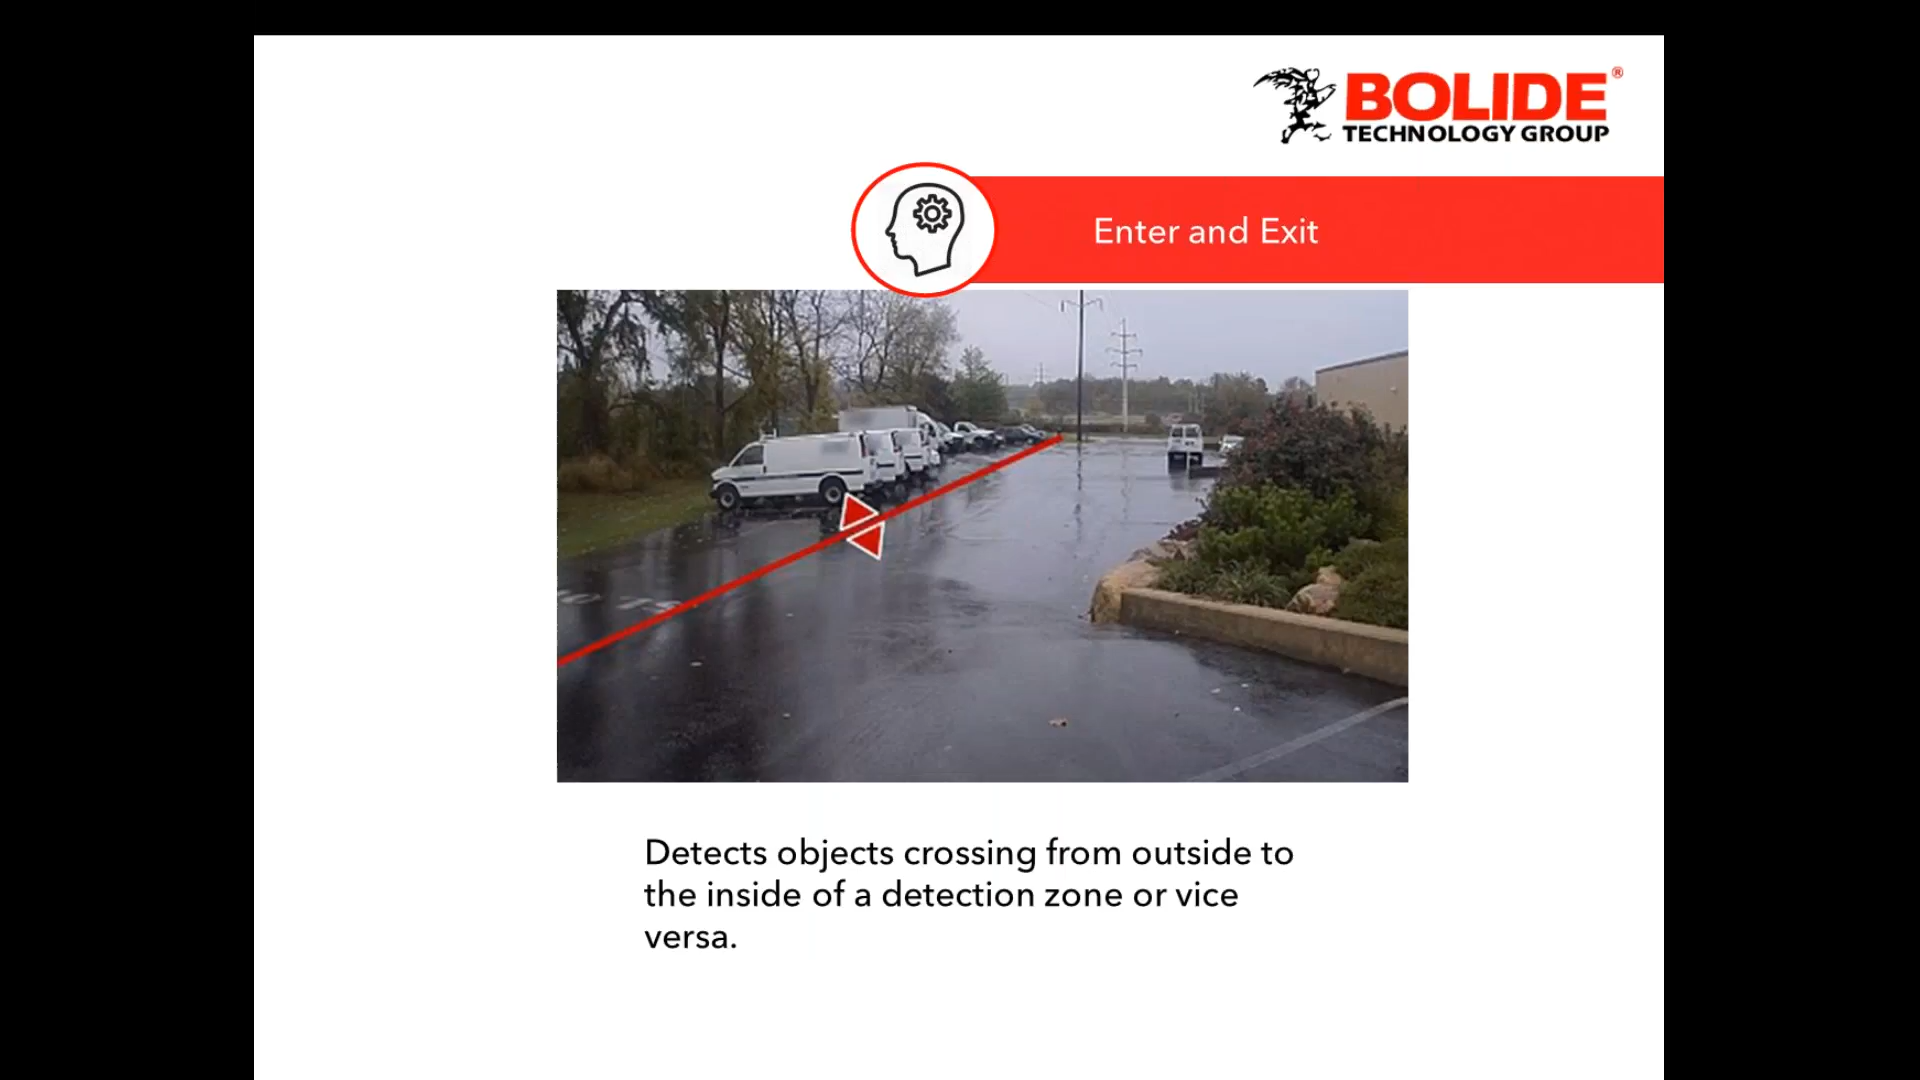 BOLIDE®
TECHNOLOGY GROUP
Enter and Exit
Detects objects crossing from outside to
the inside of a detection zone or vice
versa.